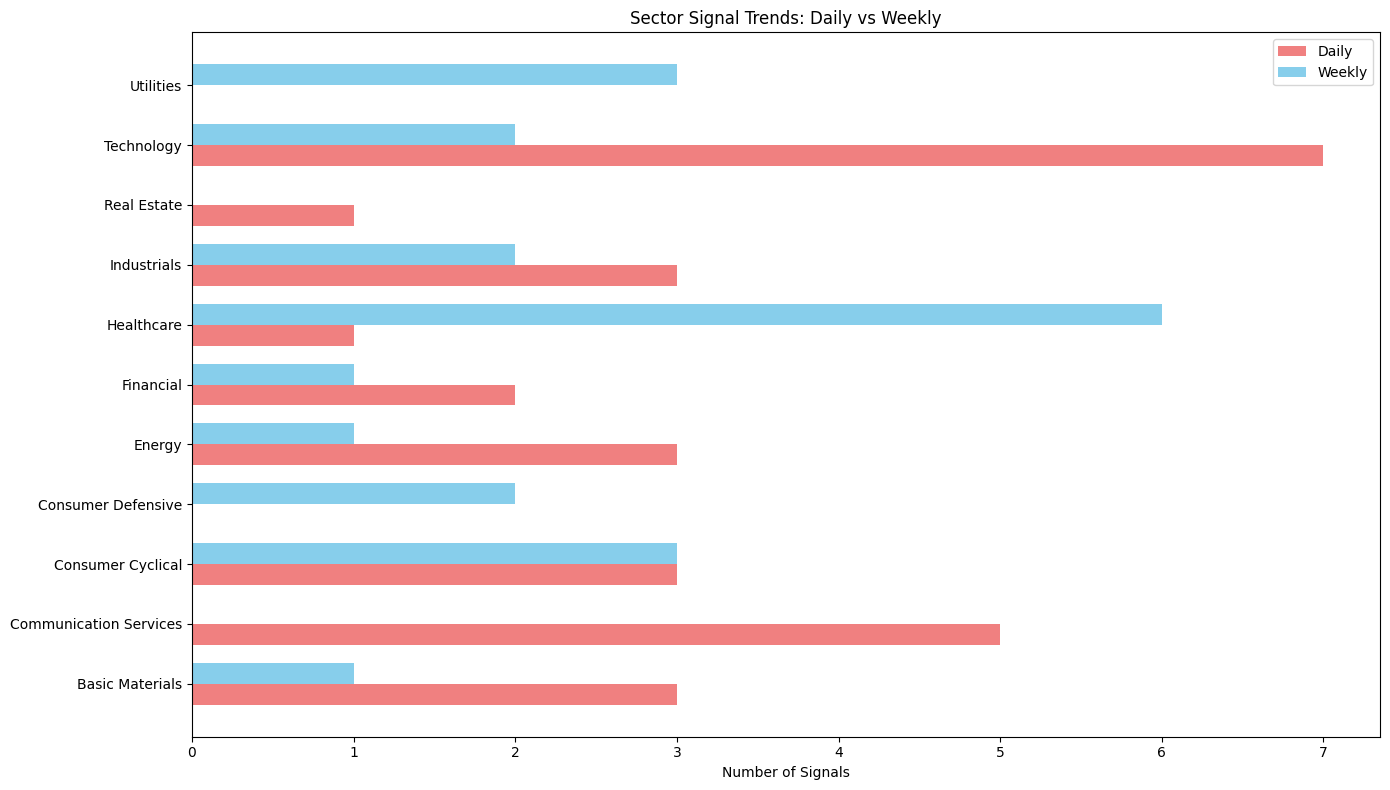 Sector Signal Trends: Daily vs Weekly
Daily
Weekly
Utilities
Technology
Real Estate
Industrials
Healthcare
Financial
Energy
Consumer Defensive
Consumer Cyclical
Communication Services
Basic Materials
0 1 2 3 4 5 6 7
Number of Signals